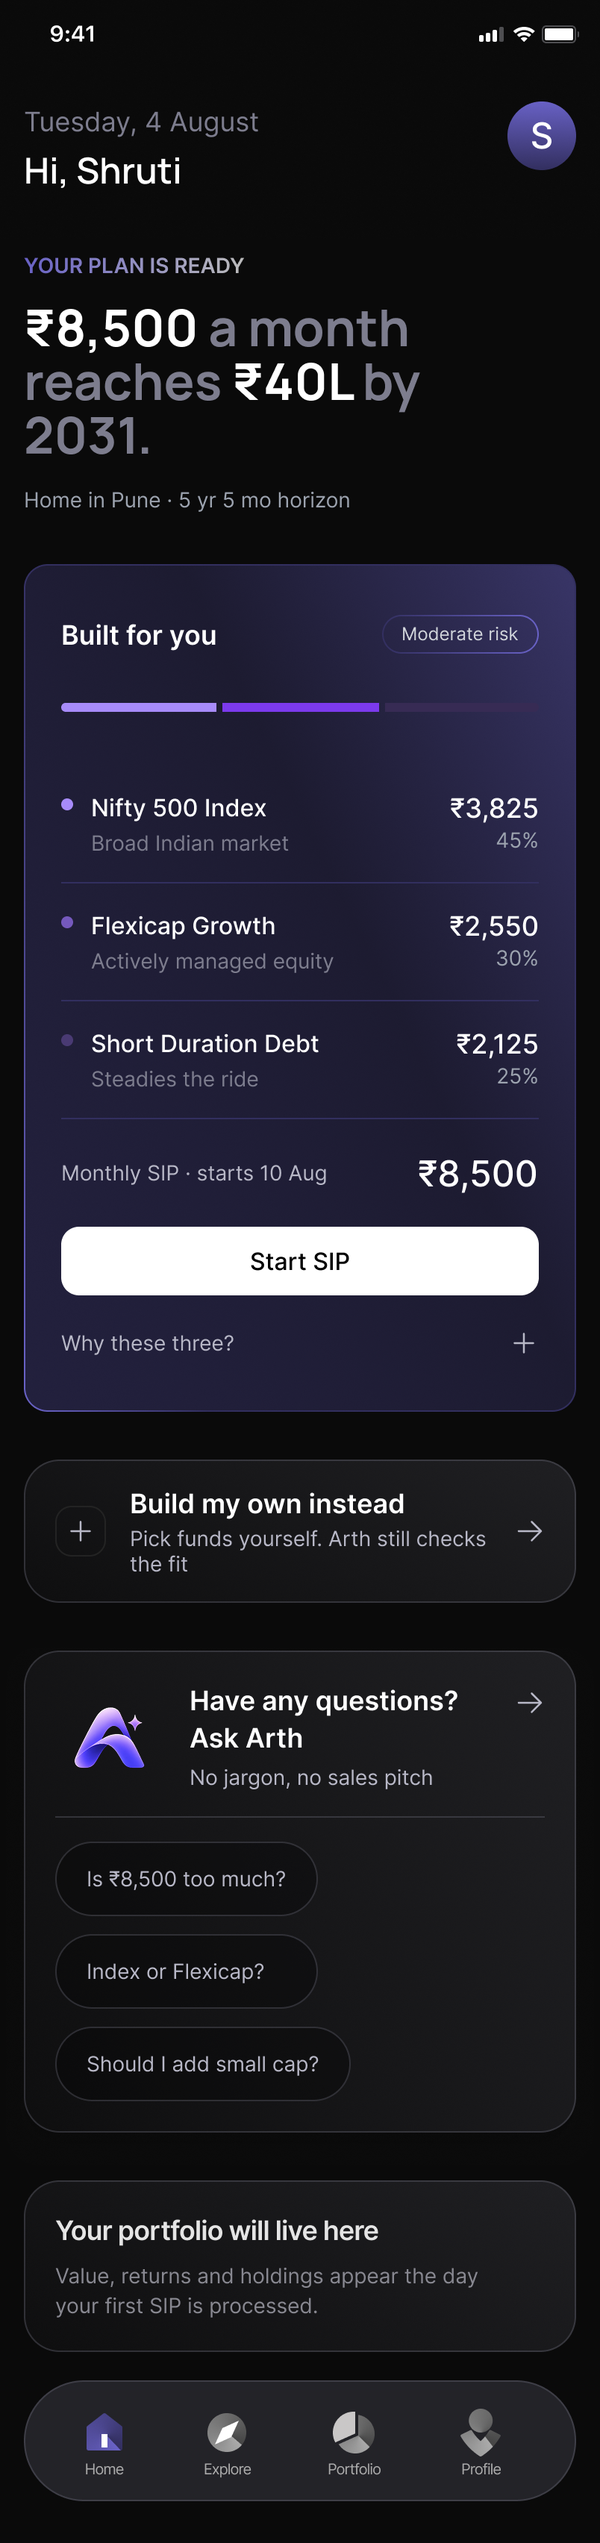 9:41
Tuesday, 4 August
Hi, Shruti
S
YOUR PLAN IS READY
₹8,500 a month
reaches ₹40L by
2031.
Home in Pune · 5 yr 5 mo horizon
Built for you
Moderate risk
Nifty 500 Index
₹3,825
Broad Indian market
45%
Flexicap Growth
₹2,550
Actively managed equity
30%
Short Duration Debt
₹2,125
Steadies the ride
25%
Monthly SIP · starts 10 Aug
₹8,500
Start SIP
Why these three?
Build my own instead
Pick funds yourself. Arth still checks
the fit
Have any questions?
Ask Arth
No jargon, no sales pitch
Is ₹8,500 too much?
Index or Flexicap?
Should I add small cap?
Your portfolio will live here
Value, returns and holdings appear the day
your first SIP is processed.
Home
Explore
Portfolio
Profile